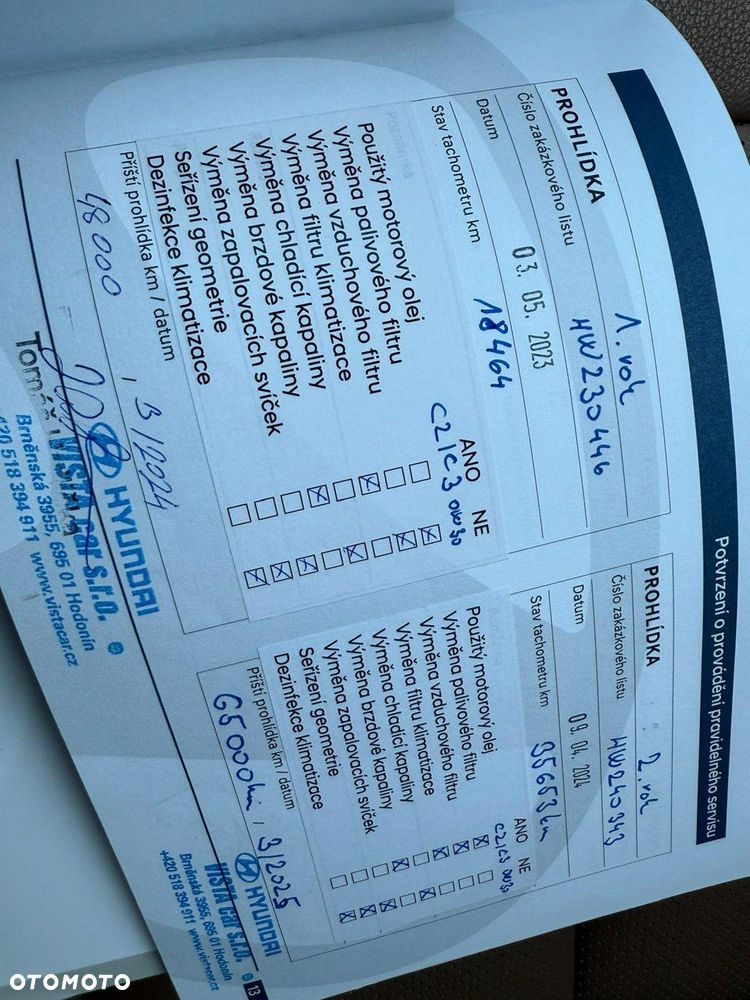 Potvrzení o provádění pravidelného servisu
PROHLÍDKA 1. rok
Číslo zakázkového listu HW230446
Datum 03. 05. 2023
Stav tachometru km 18464
ANO NE
Použitý motorový olej C2/C3 0W30
Výměna palivového filtru
Výměna vzduchového filtru
Výměna filtru klimatizace
Výměna chladící kapaliny
Výměna brzdové kapaliny
Výměna zapalovacích svíček
Seřízení geometrie
Dezinfekce klimatizace
Příští prohlídka km / datum
48000 , 3/2024
HYUNDAI
VISTA car s.r.o.
Tomáš
Brněnská 3955, 695 01 Hodonín
+420 518 394 911 www.vistacar.cz
PROHLÍDKA 2. rok
Číslo zakázkového listu HW240343
Datum 09. 04. 2024
Stav tachometru km 35653km
ANO NE
Použitý motorový olej C2/C3 0W30
Výměna palivového filtru
Výměna vzduchového filtru
Výměna filtru klimatizace
Výměna chladící kapaliny
Výměna brzdové kapaliny
Výměna zapalovacích svíček
Seřízení geometrie
Dezinfekce klimatizace
Příští prohlídka km / datum
65000km , 3/2025
HYUNDAI
VISTA car s.r.o.
Brněnská 3955, 695 01 Hodonín
+420 518 394 911 www.vistacar.cz
13
OTOMOTO